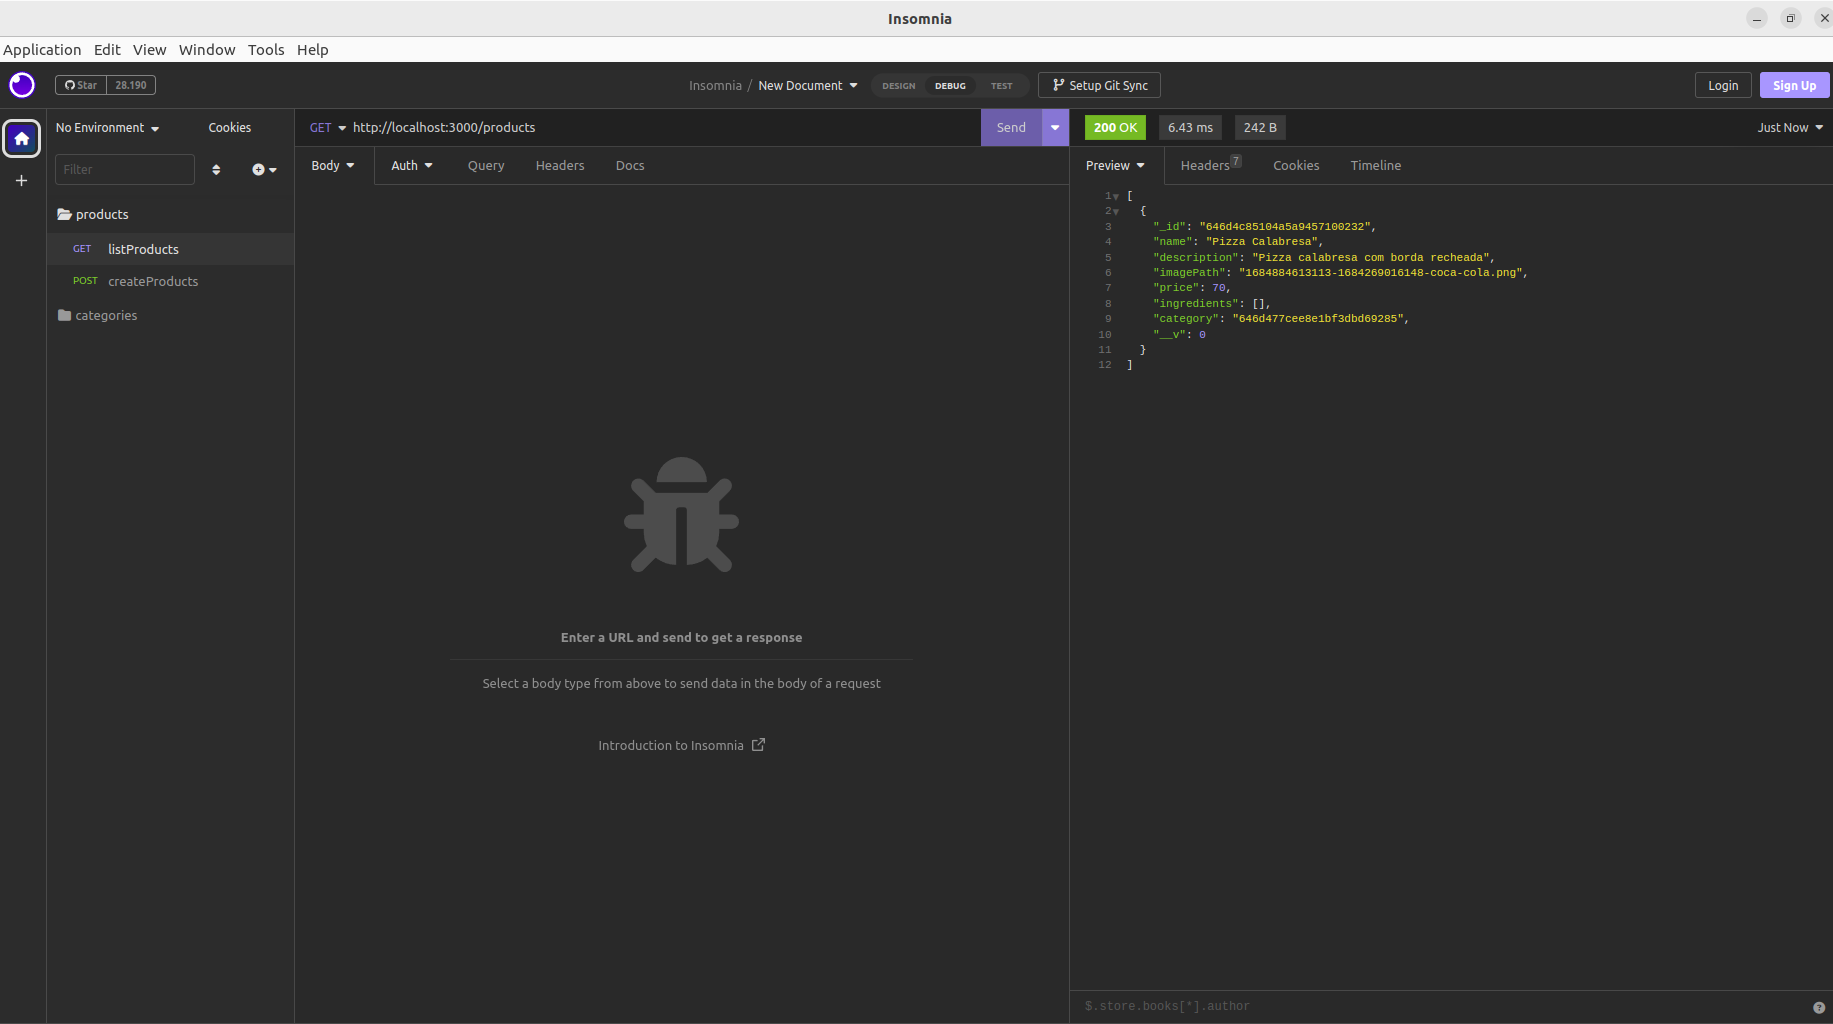 Insomnia
Application Edit View Window Tools Help
Star 28.190
Insomnia / New Document
DESIGN DEBUG TEST
Setup Git Sync
Login Sign Up
No Environment Cookies
Filter
products
GET listProducts
POST createProducts
categories
GET http://localhost:3000/products Send
Body Auth Query Headers Docs
Enter a URL and send to get a response
Select a body type from above to send data in the body of a request
Introduction to Insomnia
200 OK 6.43 ms 242 B Just Now
Preview Headers 7 Cookies Timeline
1 [
2 {
3 "_id": "646d4c85104a5a9457100232",
4 "name": "Pizza Calabresa",
5 "description": "Pizza calabresa com borda recheada",
6 "imagePath": "1684884613113-1684269016148-coca-cola.png",
7 "price": 70,
8 "ingredients": [],
9 "category": "646d477cee8e1bf3dbd69285",
10 "__v": 0
11 }
12 ]
$.store.books[*].author
?